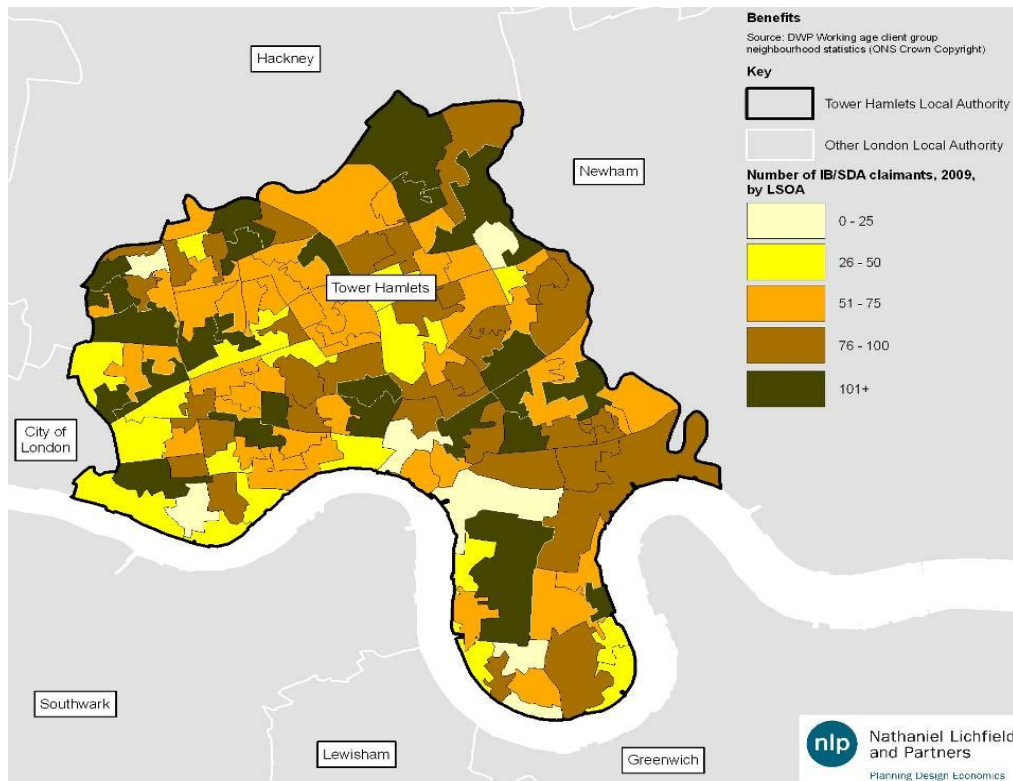 Benefits
Source: DWP Working age client group
neighbourhood statistics (ONS Crown Copyright)
Key
Tower Hamlets Local Authority
Other London Local Authority
Number of IB/SDA claimants, 2009,
by LSOA
0 - 25
26 - 50
51 - 75
76 - 100
101+
Hackney
Newham
Tower Hamlets
City of
London
Southwark
Lewisham
Greenwich
nlp
Nathaniel Lichfield
and Partners
Planning Design Economics